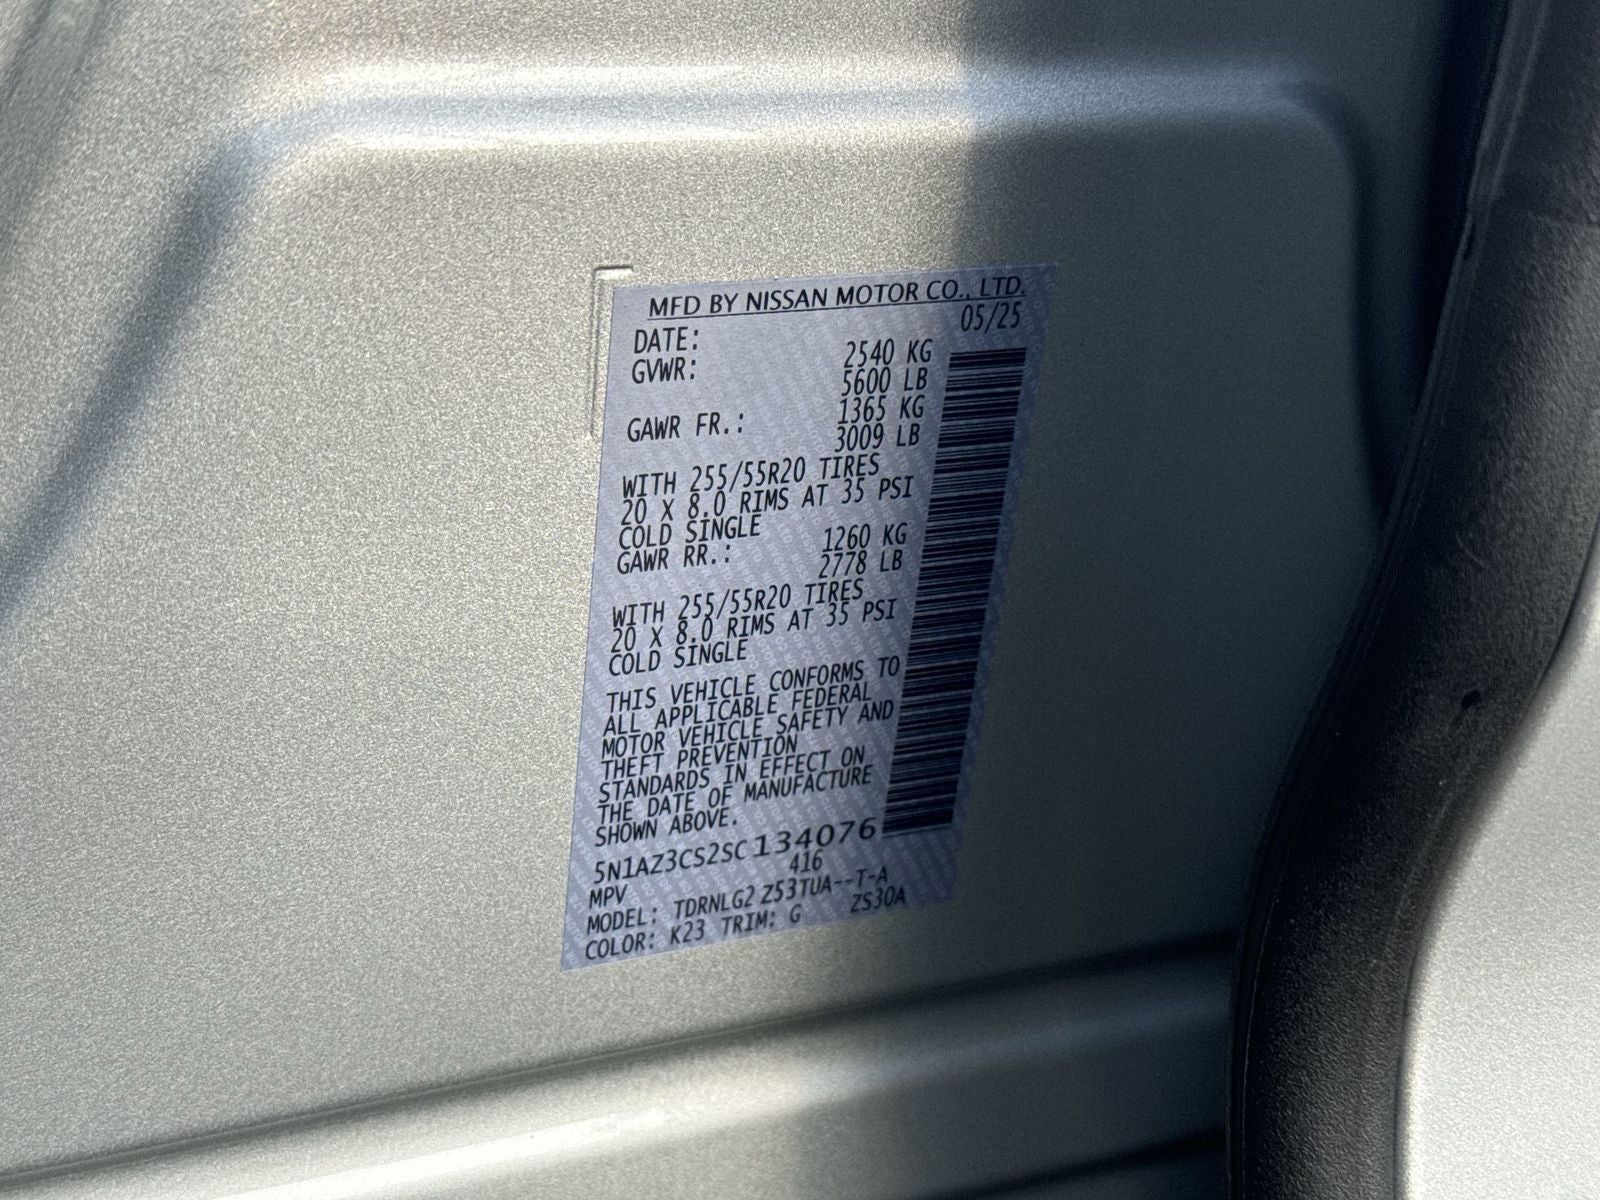 MFD BY NISSAN MOTOR CO., LTD.
DATE: 05/25
GVWR: 2540 KG
5600 LB
GAWR FR.: 1365 KG
3009 LB
WITH 255/55R20 TIRES
20 X 8.0 RIMS AT 35 PSI
COLD SINGLE
GAWR RR.: 1260 KG
2778 LB
WITH 255/55R20 TIRES
20 X 8.0 RIMS AT 35 PSI
COLD SINGLE
THIS VEHICLE CONFORMS TO
ALL APPLICABLE FEDERAL
MOTOR VEHICLE SAFETY AND
THEFT PREVENTION
STANDARDS IN EFFECT ON
THE DATE OF MANUFACTURE
SHOWN ABOVE.
5N1AZ3CS2SC134076
MPV 416
MODEL: TDRNLG2 Z53TUA--T-A
COLOR: K23 TRIM: G ZS30A